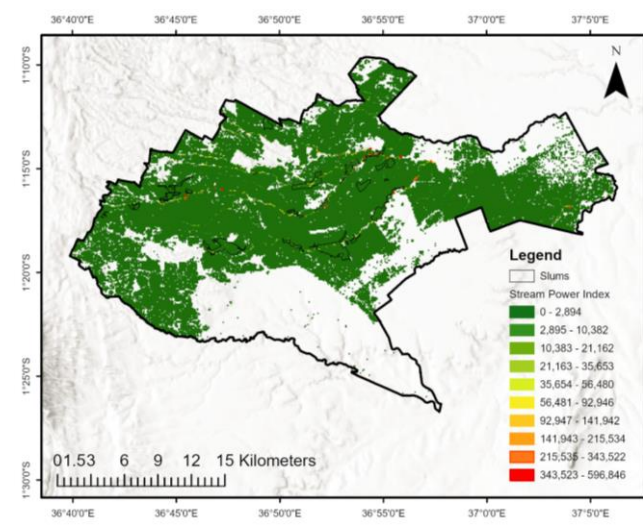 36°40'0"E 36°45'0"E 36°50'0"E 36°55'0"E 37°0'0"E 37°5'0"E
1°10'0"S
1°15'0"S
1°20'0"S
1°25'0"S
1°30'0"S
N
Legend
Slums
Stream Power Index
0 - 2,894
2,895 - 10,382
10,383 - 21,162
21,163 - 35,653
35,654 - 56,480
56,481 - 92,946
92,947 - 141,942
141,943 - 215,534
215,535 - 343,522
343,523 - 596,846
01.53 6 9 12 15 Kilometers
36°40'0"E 36°45'0"E 36°50'0"E 36°55'0"E 37°0'0"E 37°5'0"E